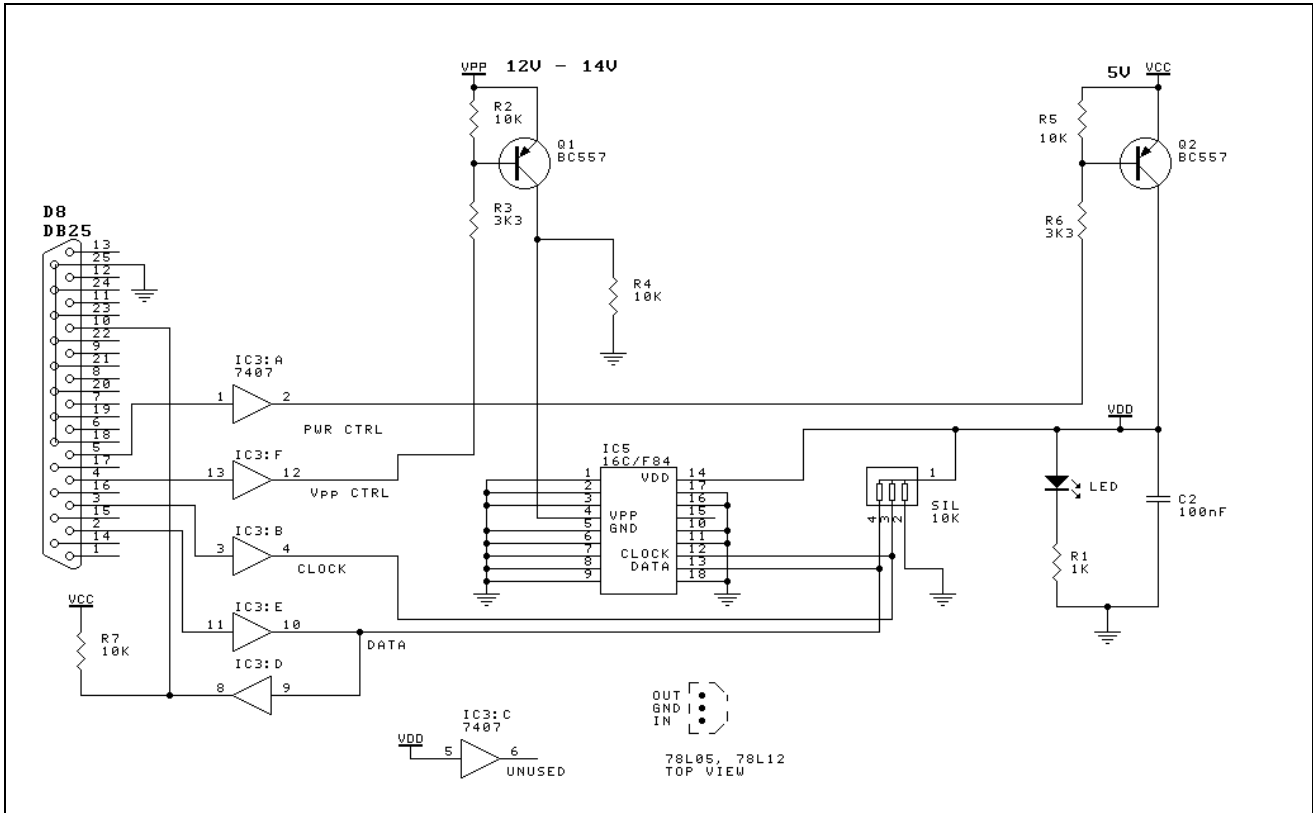 VPP 12V - 14V
5V VCC
R2
10K
R5
10K
Q1
BC557
Q2
BC557
R3
3K3
R6
3K3
D8
DB25
13
25
12
24
11
23
10
22
9
21
8
20
7
19
6
18
5
17
4
16
3
15
2
14
1
R4
10K
IC3:A
7407
1 2
PWR CTRL
IC3:F
13 12
VPP CTRL
IC3:B
3 4
CLOCK
IC3:E
11 10
DATA
IC3:D
8 9
VCC
R7
10K
IC5
16C/F84
1 VDD 14
2 17
3 16
4 VPP 15
5 GND 10
6 11
7 CLOCK 12
8 DATA 13
9 18
1
SIL
10K
4 3 2
VDD
LED
C2
100nF
R1
1K
IC3:C
7407
VDD
5 6
UNUSED
OUT
GND
IN
78L05, 78L12
TOP VIEW